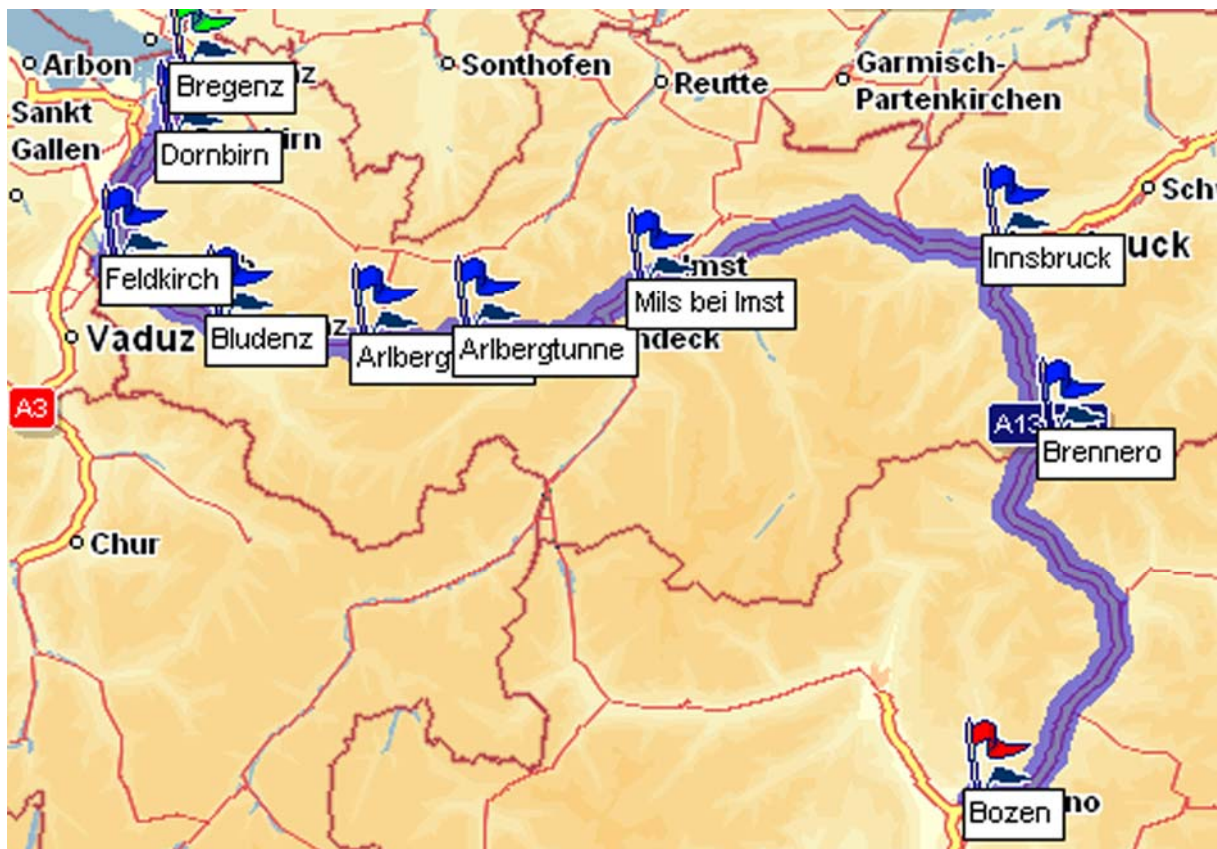 Arbon
Sonthofen
Reutte
Garmisch-
Partenkirchen
Bregenz
Sankt
Gallen
Dornbirn
Innsbruck
Feldkirch
Mils bei Imst
Vaduz
Bludenz
Arlbergtunne
A3
A13
Brennero
Chur
Bozen